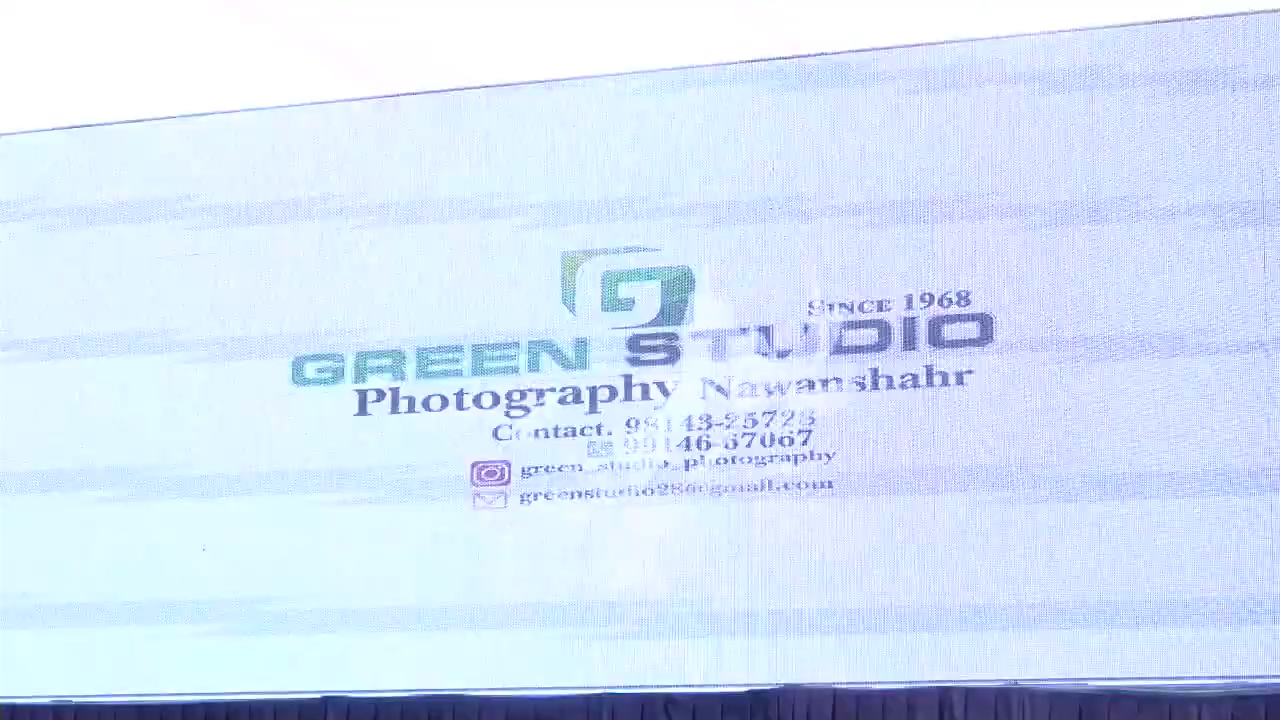 SINCE 1968
GREEN STUDIO
Photography Nawanshahr
Contact. 98143-25725
99146-67067
green_studio_photography